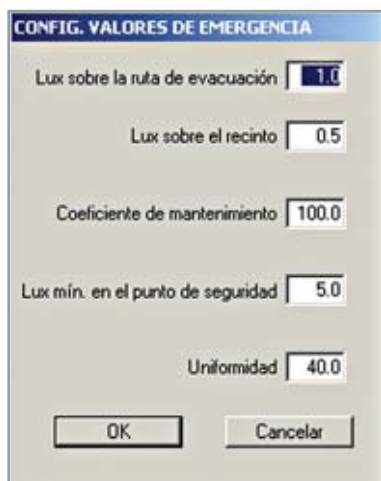 CONFIG. VALORES DE EMERGENCIA
Lux sobre la ruta de evacuación 1.0
Lux sobre el recinto 0.5
Coeficiente de mantenimiento 100.0
Lux mín. en el punto de seguridad 5.0
Uniformidad 40.0
OK Cancelar